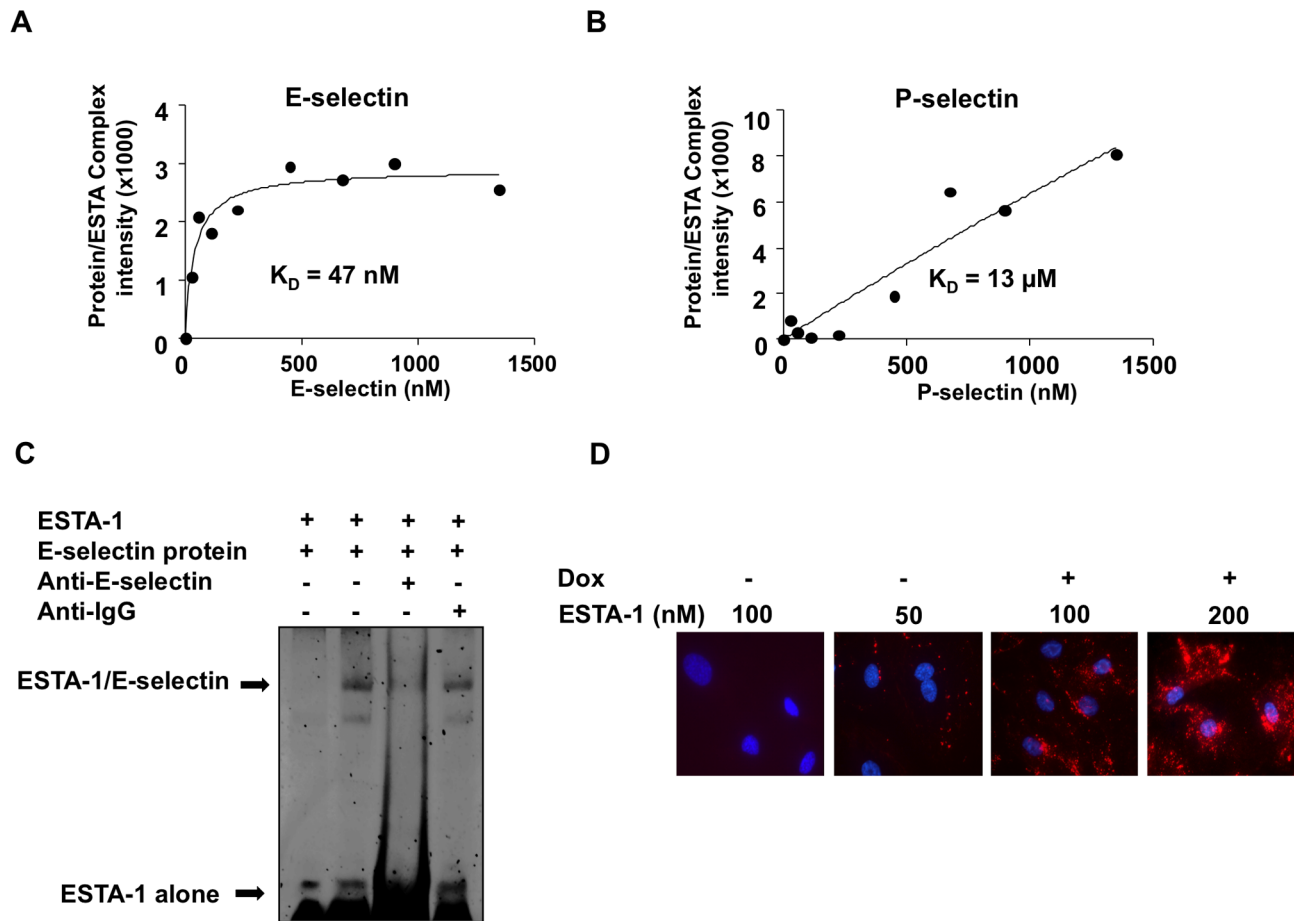 A
E-selectin
Protein/ESTA Complex
intensity (x1000)
4
3
2
1
0
K_D = 47 nM
0 500 1000 1500
E-selectin (nM)
B
P-selectin
Protein/ESTA Complex
intensity (x1000)
10
8
6
4
2
0
K_D = 13 µM
0 500 1000 1500
P-selectin (nM)
C
ESTA-1 + + + +
E-selectin protein + + + +
Anti-E-selectin - - + -
Anti-IgG - - - +
ESTA-1/E-selectin
ESTA-1 alone
D
Dox - - + +
ESTA-1 (nM) 100 50 100 200